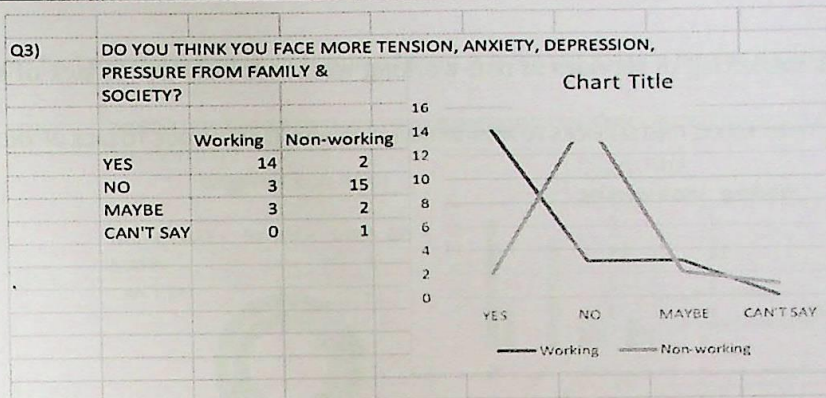 Q3) DO YOU THINK YOU FACE MORE TENSION, ANXIETY, DEPRESSION,
PRESSURE FROM FAMILY &
SOCIETY?
Working Non-working
YES 14 2
NO 3 15
MAYBE 3 2
CAN'T SAY 0 1
Chart Title
16
14
12
10
8
6
4
2
0
YES NO MAYBE CAN'T SAY
Working Non-working